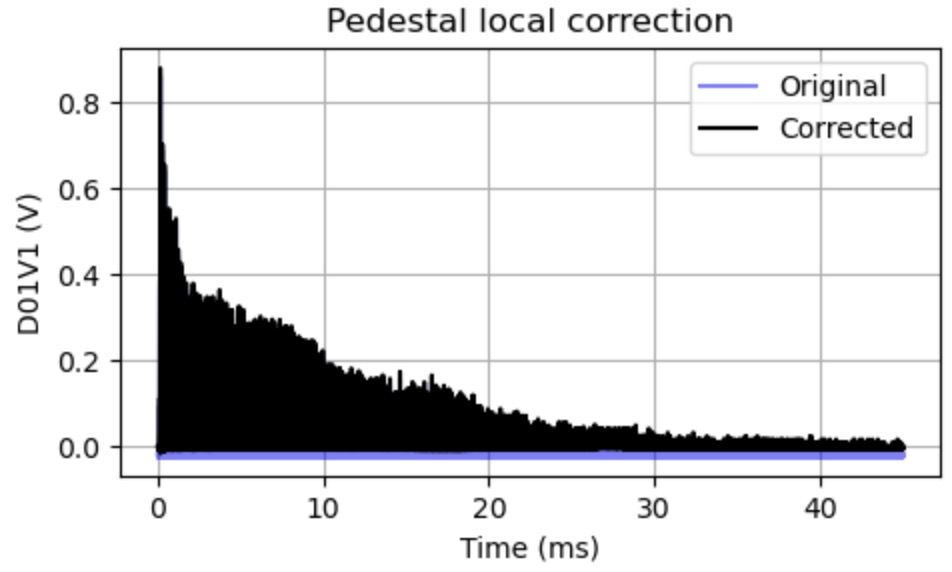 Pedestal local correction
Original
Corrected
D01V1 (V)
0.8
0.6
0.4
0.2
0.0
0 10 20 30 40
Time (ms)